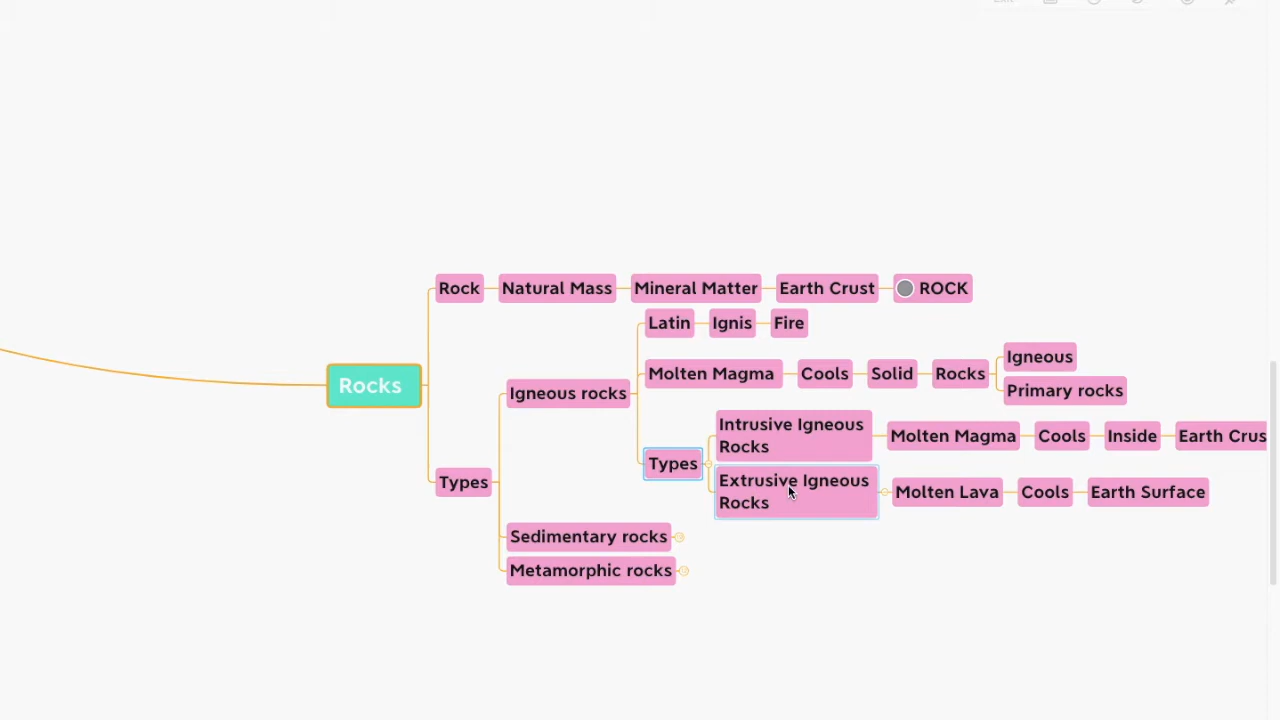 Rock Natural Mass Mineral Matter Earth Crust ROCK
Latin Ignis Fire
Igneous
Molten Magma Cools Solid Rocks
Rocks
Primary rocks
Igneous rocks
Intrusive Igneous
Rocks
Molten Magma Cools Inside Earth Crus
Types
Extrusive Igneous
Rocks
Molten Lava Cools Earth Surface
Types
Sedimentary rocks
Metamorphic rocks